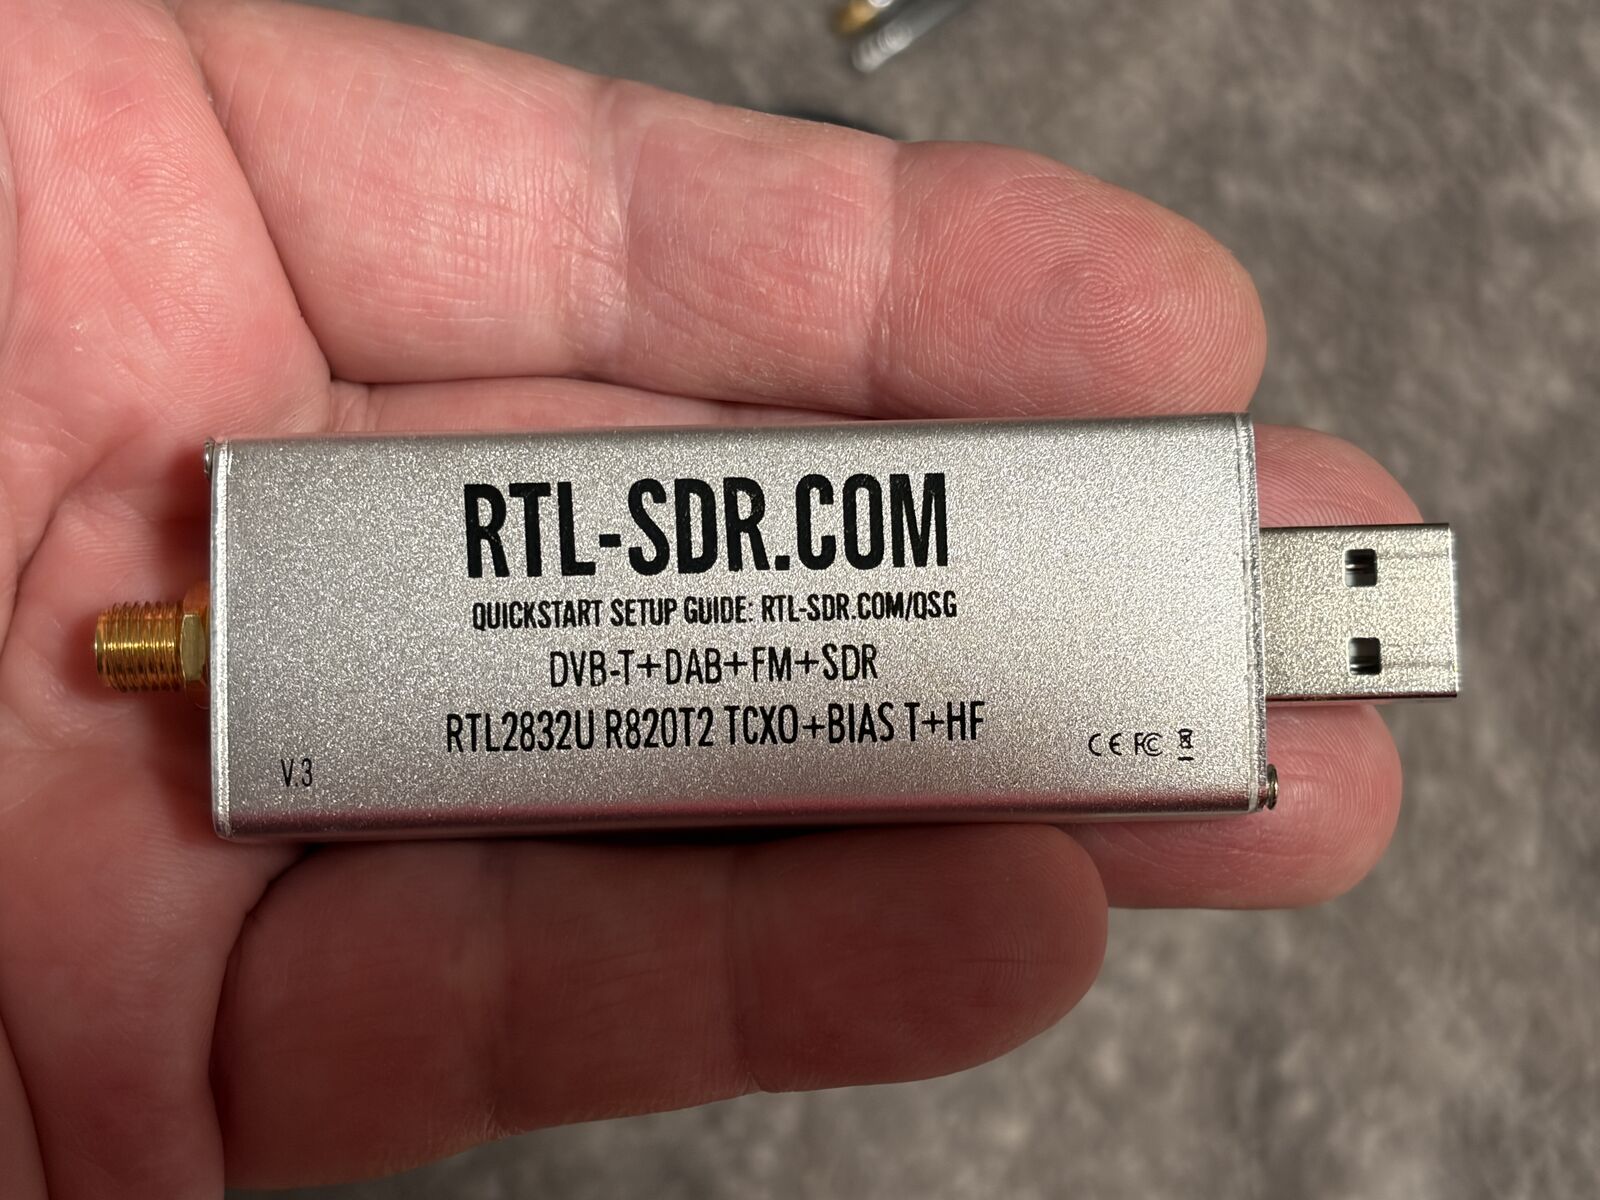 RTL-SDR.COM
QUICKSTART SETUP GUIDE: RTL-SDR.COM/QSG
DVB-T+DAB+FM+SDR
RTL2832U R820T2 TCXO+BIAS T+HF
V.3
CE FC